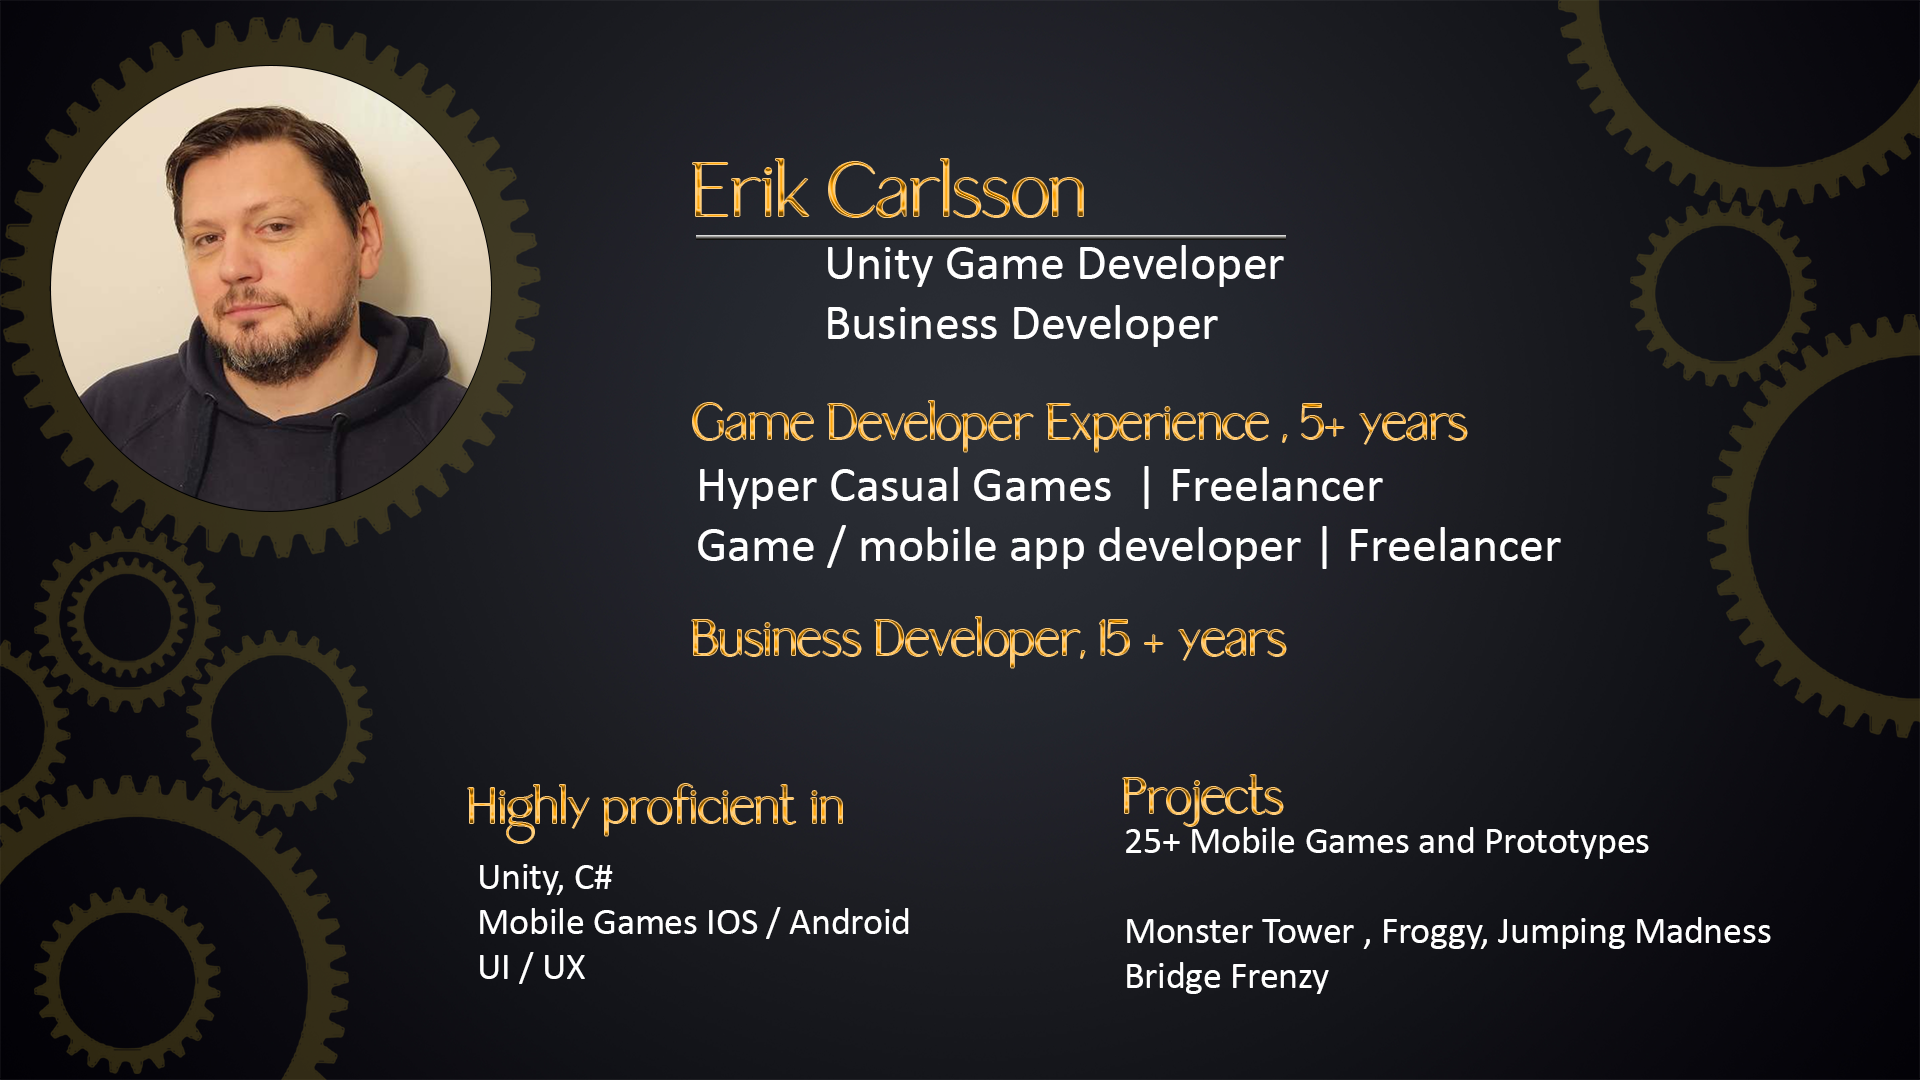 Erik Carlsson
Unity Game Developer
Business Developer
Game Developer Experience , 5+ years
Hyper Casual Games | Freelancer
Game / mobile app developer | Freelancer
Business Developer, 15 + years
Highly proficient in
Unity, C#
Mobile Games IOS / Android
UI / UX
Projects
25+ Mobile Games and Prototypes
Monster Tower , Froggy, Jumping Madness
Bridge Frenzy